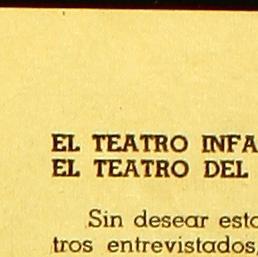 EL TEATRO INFA
EL TEATRO DEL
Sin desear esto
tros entrevistados,